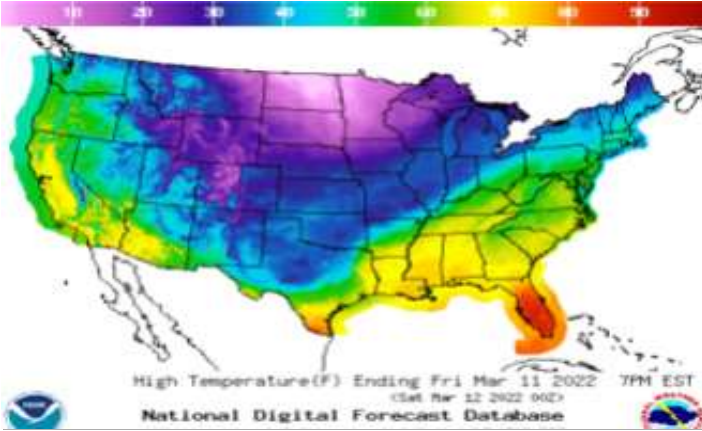 10 20 30 40 50 60 70 80 90
High Temperature(F) Ending Fri Mar 11 2022 7PM EST
(Sat Mar 12 2022 00Z)
National Digital Forecast Database